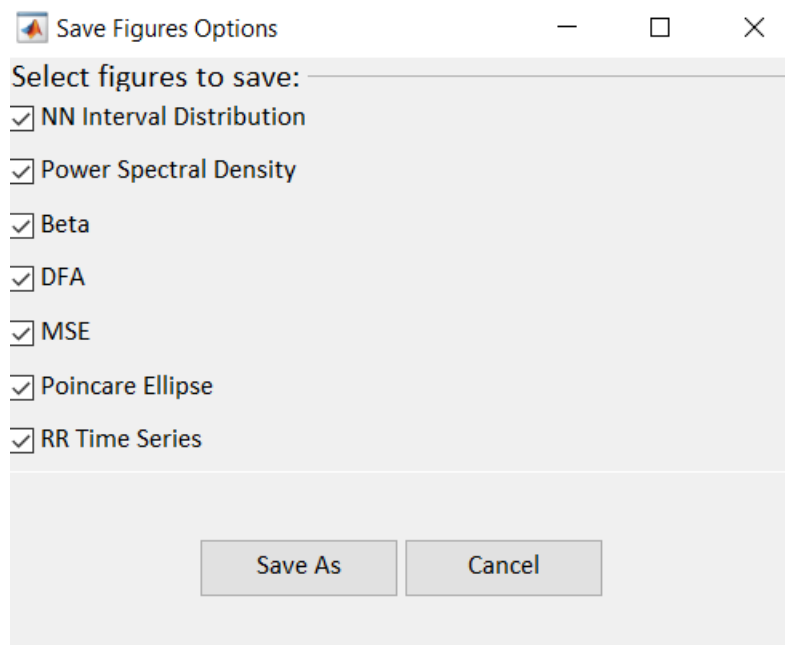 Save Figures Options
Select figures to save:
NN Interval Distribution
Power Spectral Density
Beta
DFA
MSE
Poincare Ellipse
RR Time Series
Save As
Cancel